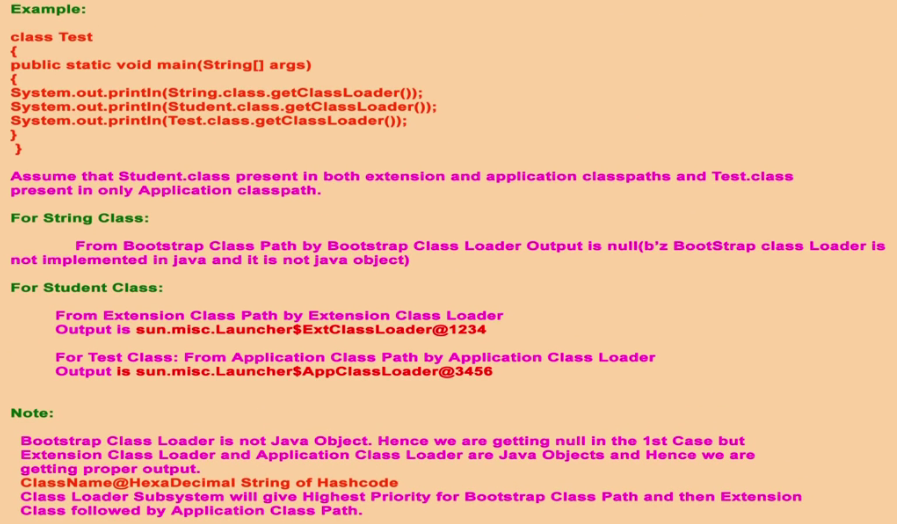 Example:
class Test
{
public static void main(String[] args)
{
System.out.println(String.class.getClassLoader());
System.out.println(Student.class.getClassLoader());
System.out.println(Test.class.getClassLoader());
}
}
Assume that Student.class present in both extension and application classpaths and Test.class
present in only Application classpath.
For String Class:
From Bootstrap Class Path by Bootstrap Class Loader Output is null(b'z BootStrap class Loader is
not implemented in java and it is not java object)
For Student Class:
From Extension Class Path by Extension Class Loader
Output is sun.misc.Launcher$ExtClassLoader@1234
For Test Class: From Application Class Path by Application Class Loader
Output is sun.misc.Launcher$AppClassLoader@3456
Note:
Bootstrap Class Loader is not Java Object. Hence we are getting null in the 1st Case but
Extension Class Loader and Application Class Loader are Java Objects and Hence we are
getting proper output.
ClassName@HexaDecimal String of Hashcode
Class Loader Subsystem will give Highest Priority for Bootstrap Class Path and then Extension
Class followed by Application Class Path.